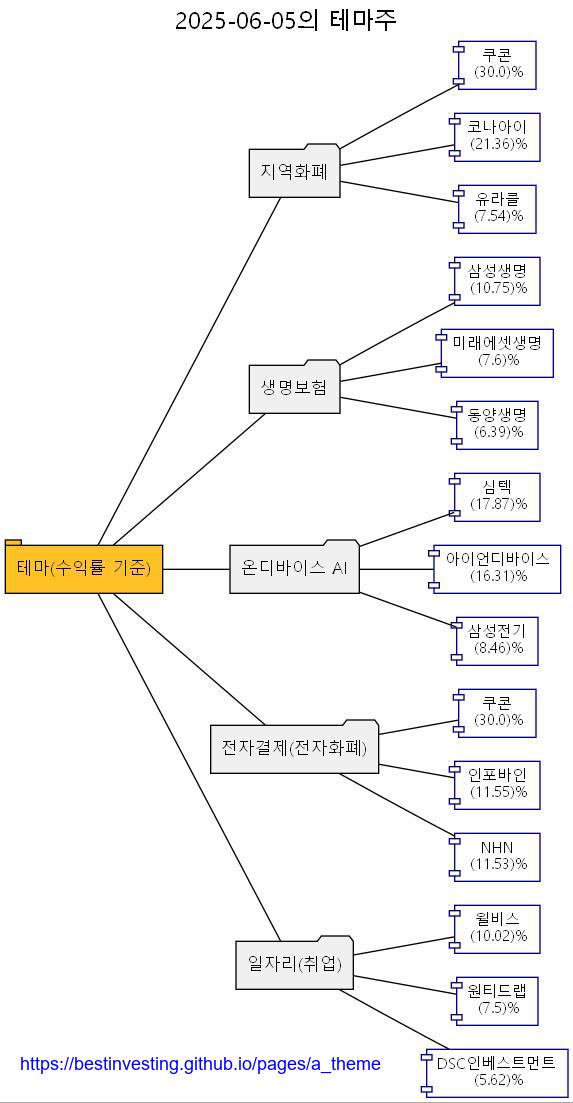 2025-06-05의 테마주
테마(수익률 기준)
지역화폐
쿠콘
(30.0)%
코나아이
(21.36)%
유라클
(7.54)%
생명보험
삼성생명
(10.75)%
미래에셋생명
(7.6)%
동양생명
(6.39)%
온디바이스 AI
심텍
(17.87)%
아이언디바이스
(16.31)%
삼성전기
(8.46)%
전자결제(전자화폐)
쿠콘
(30.0)%
인포바인
(11.55)%
NHN
(11.53)%
일자리(취업)
윌비스
(10.02)%
원티드랩
(7.5)%
DSC인베스트먼트
(5.62)%
https://bestinvesting.github.io/pages/a_theme